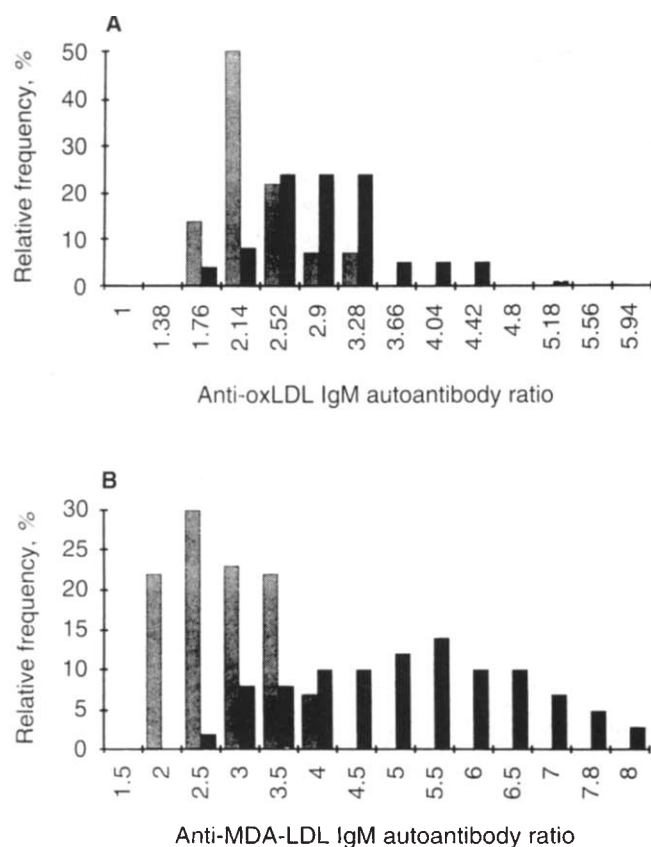 A
Relative frequency, %
50
40
30
20
10
0
1 1.38 1.76 2.14 2.52 2.9 3.28 3.66 4.04 4.42 4.8 5.18 5.56 5.94
Anti-oxLDL IgM autoantibody ratio
B
Relative frequency, %
30
25
20
15
10
5
0
1.5 2 2.5 3 3.5 4 4.5 5 5.5 6 6.5 7 7.8 8
Anti-MDA-LDL IgM autoantibody ratio